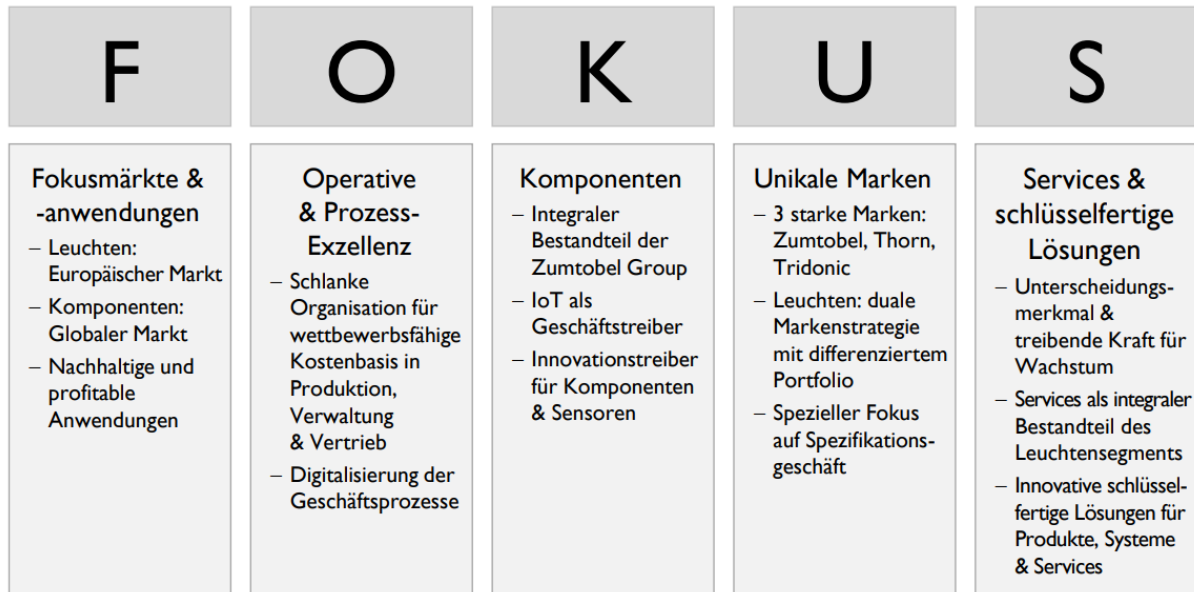 F
O
K
U
S
Fokusmärkte &
-anwendungen
– Leuchten:
Europäischer Markt
– Komponenten:
Globaler Markt
– Nachhaltige und
profitable
Anwendungen
Operative
& Prozess-
Exzellenz
– Schlanke
Organisation für
wettbewerbsfähige
Kostenbasis in
Produktion,
Verwaltung
& Vertrieb
– Digitalisierung der
Geschäftsprozesse
Komponenten
– Integraler
Bestandteil der
Zumtobel Group
– IoT als
Geschäftstreiber
– Innovationstreiber
für Komponenten
& Sensoren
Unikale Marken
– 3 starke Marken:
Zumtobel, Thorn,
Tridonic
– Leuchten: duale
Markenstrategie
mit differenziertem
Portfolio
– Spezieller Fokus
auf Spezifikations-
geschäft
Services &
schlüsselfertige
Lösungen
– Unterscheidungs-
merkmal &
treibende Kraft für
Wachstum
– Services als integraler
Bestandteil des
Leuchtensegments
– Innovative schlüssel-
fertige Lösungen für
Produkte, Systeme
& Services